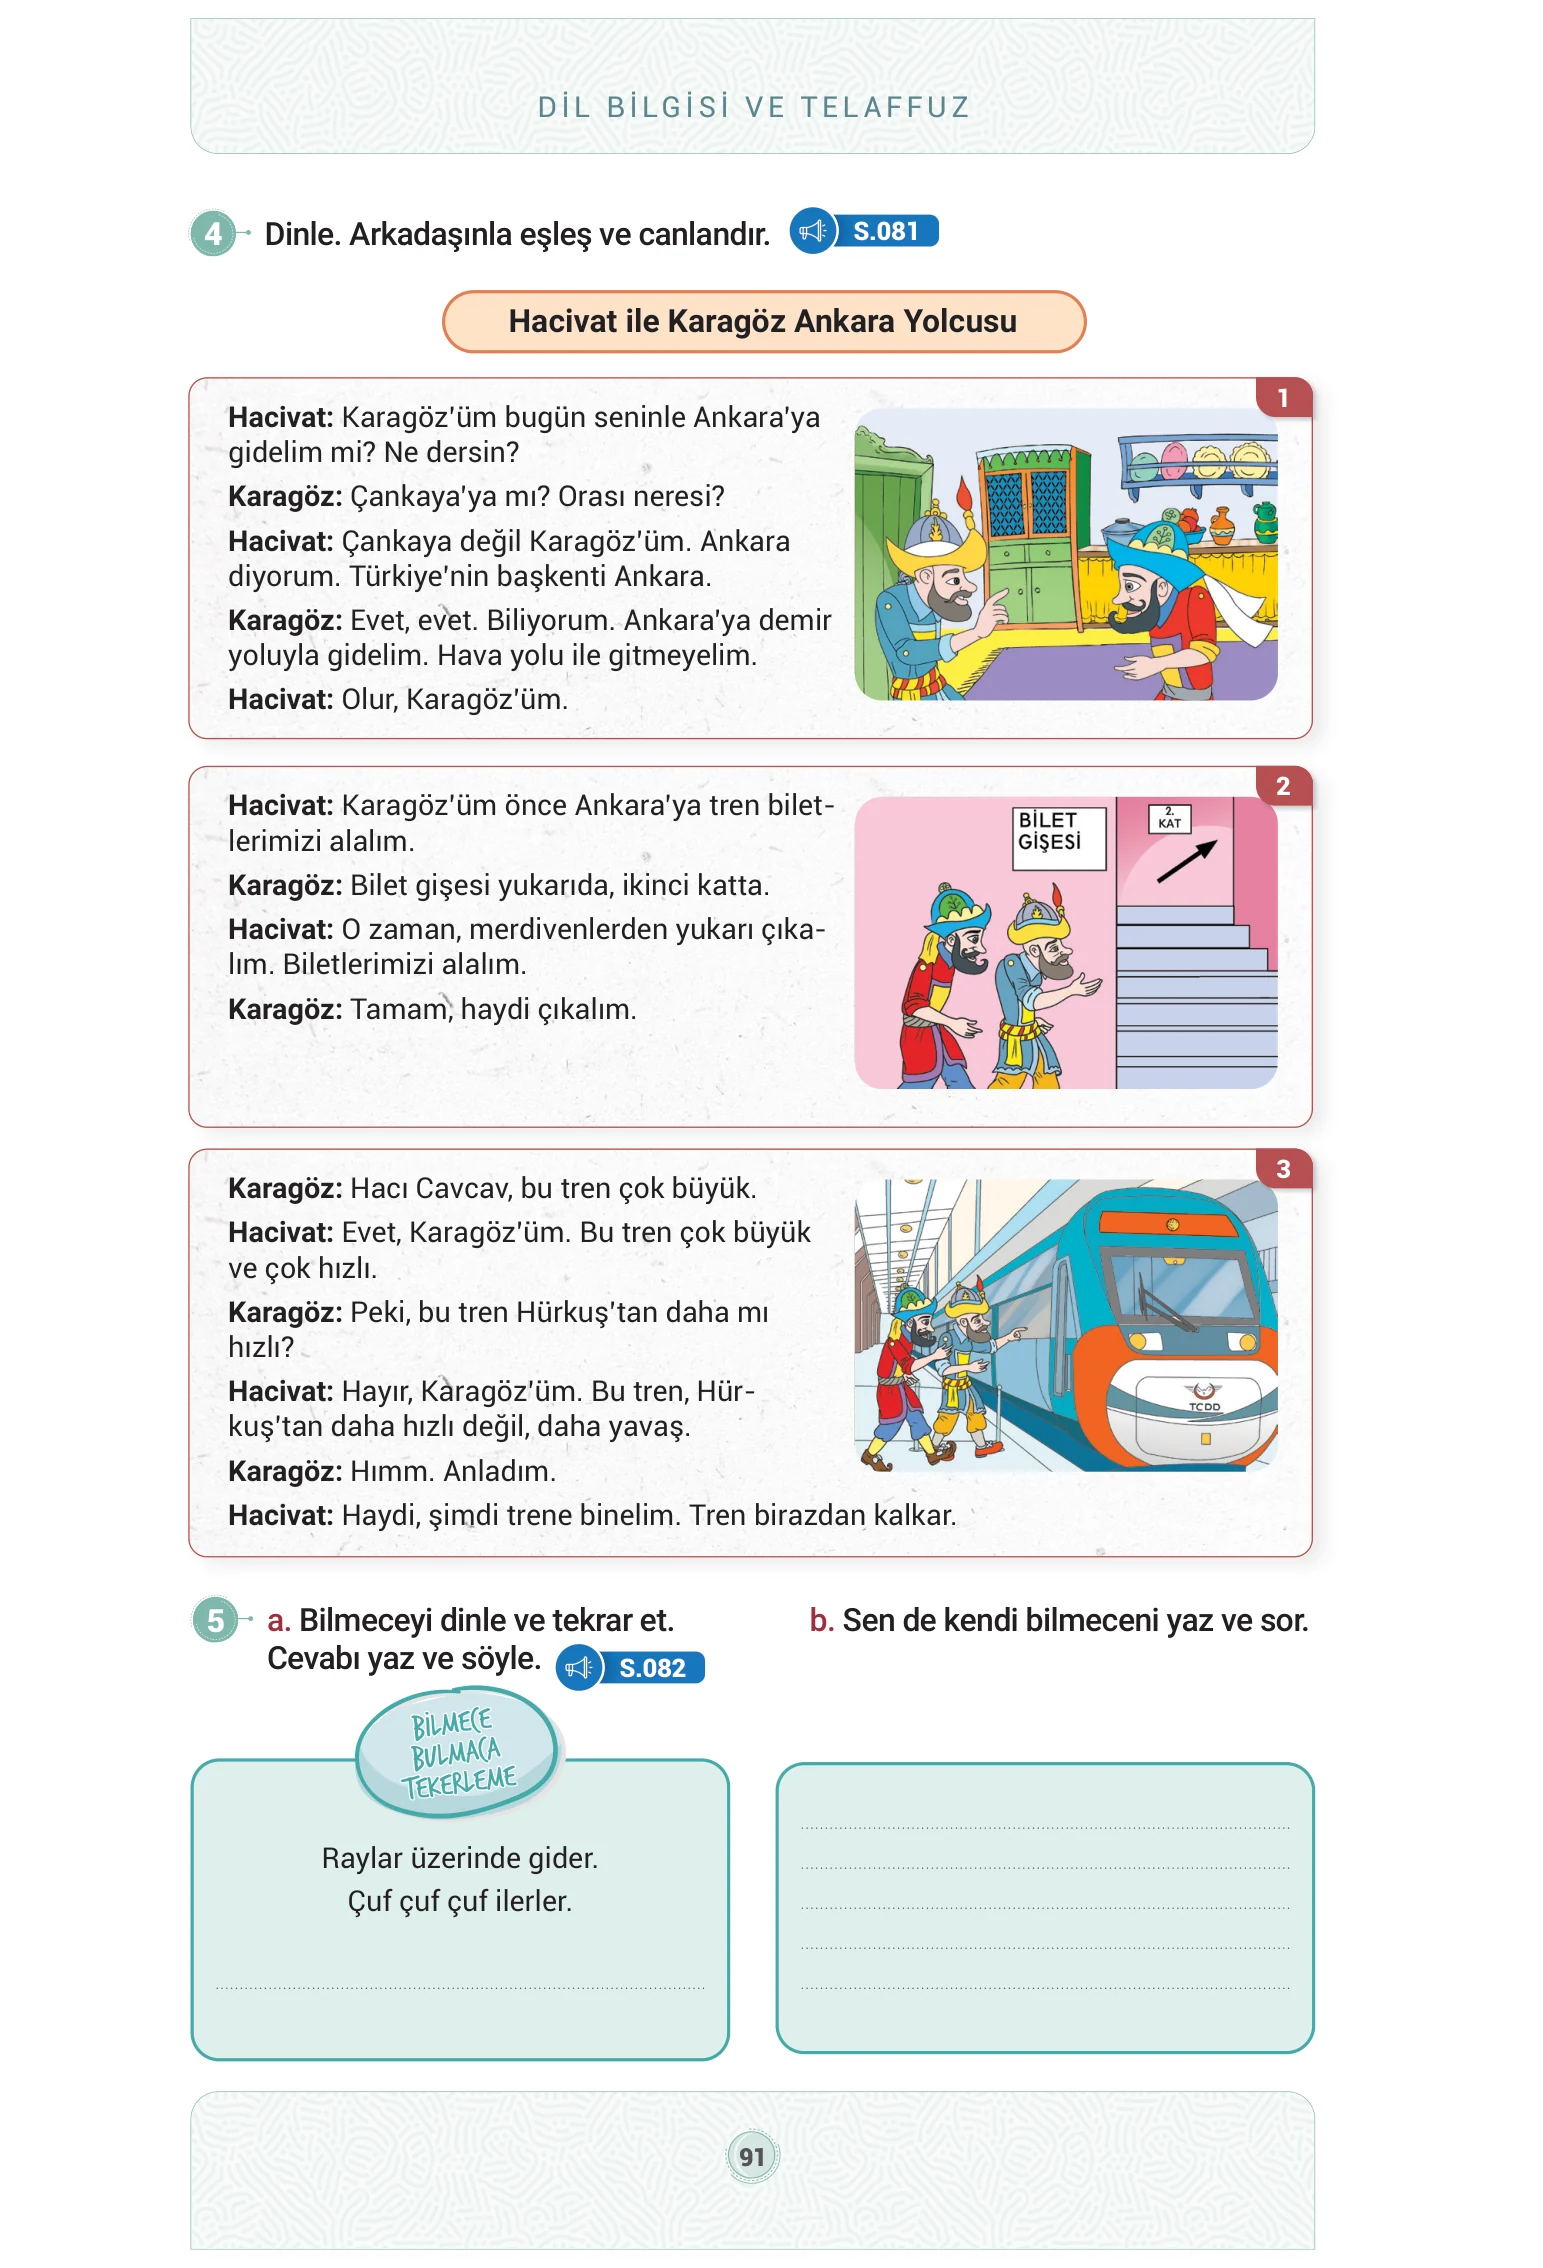 DİL BİLGİSİ VE TELAFFUZ
4 Dinle. Arkadaşınla eşleş ve canlandır. S.081
Hacivat ile Karagöz Ankara Yolcusu
1
Hacivat: Karagöz'üm bugün seninle Ankara'ya
gidelim mi? Ne dersin?
Karagöz: Çankaya'ya mı? Orası neresi?
Hacivat: Çankaya değil Karagöz'üm. Ankara
diyorum. Türkiye'nin başkenti Ankara.
Karagöz: Evet, evet. Biliyorum. Ankara'ya demir
yoluyla gidelim. Hava yolu ile gitmeyelim.
Hacivat: Olur, Karagöz'üm.
2
Hacivat: Karagöz'üm önce Ankara'ya tren bilet-
lerimizi alalım.
Karagöz: Bilet gişesi yukarıda, ikinci katta.
Hacivat: O zaman, merdivenlerden yukarı çıka-
lım. Biletlerimizi alalım.
Karagöz: Tamam, haydi çıkalım.
BİLET
GİŞESİ
2.
KAT
3
Karagöz: Hacı Cavcav, bu tren çok büyük.
Hacivat: Evet, Karagöz'üm. Bu tren çok büyük
ve çok hızlı.
Karagöz: Peki, bu tren Hürkuş'tan daha mı
hızlı?
Hacivat: Hayır, Karagöz'üm. Bu tren, Hür-
kuş'tan daha hızlı değil, daha yavaş.
Karagöz: Hımm. Anladım.
Hacivat: Haydi, şimdi trene binelim. Tren birazdan kalkar.
TCDD
5 a. Bilmeceyi dinle ve tekrar et.
Cevabı yaz ve söyle. S.082
BİLMECE
BULMACA
TEKERLEME
Raylar üzerinde gider.
Çuf çuf çuf ilerler.
b. Sen de kendi bilmeceni yaz ve sor.
91